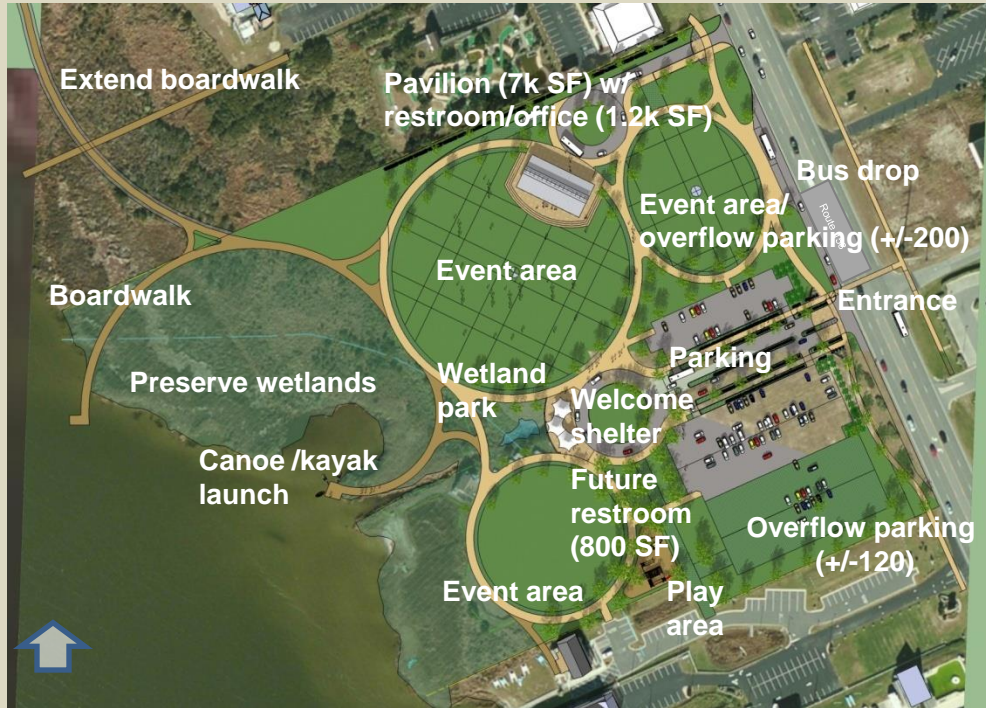 Extend boardwalk
Pavilion (7k SF) w/
restroom/office (1.2k SF)
Bus drop
Route
Event area/
overflow parking (+/-200)
Event area
Boardwalk
Entrance
Parking
Preserve wetlands
Wetland
park
Welcome
shelter
Canoe /kayak
launch
Future
restroom
(800 SF)
Overflow parking
(+/-120)
Event area
Play
area